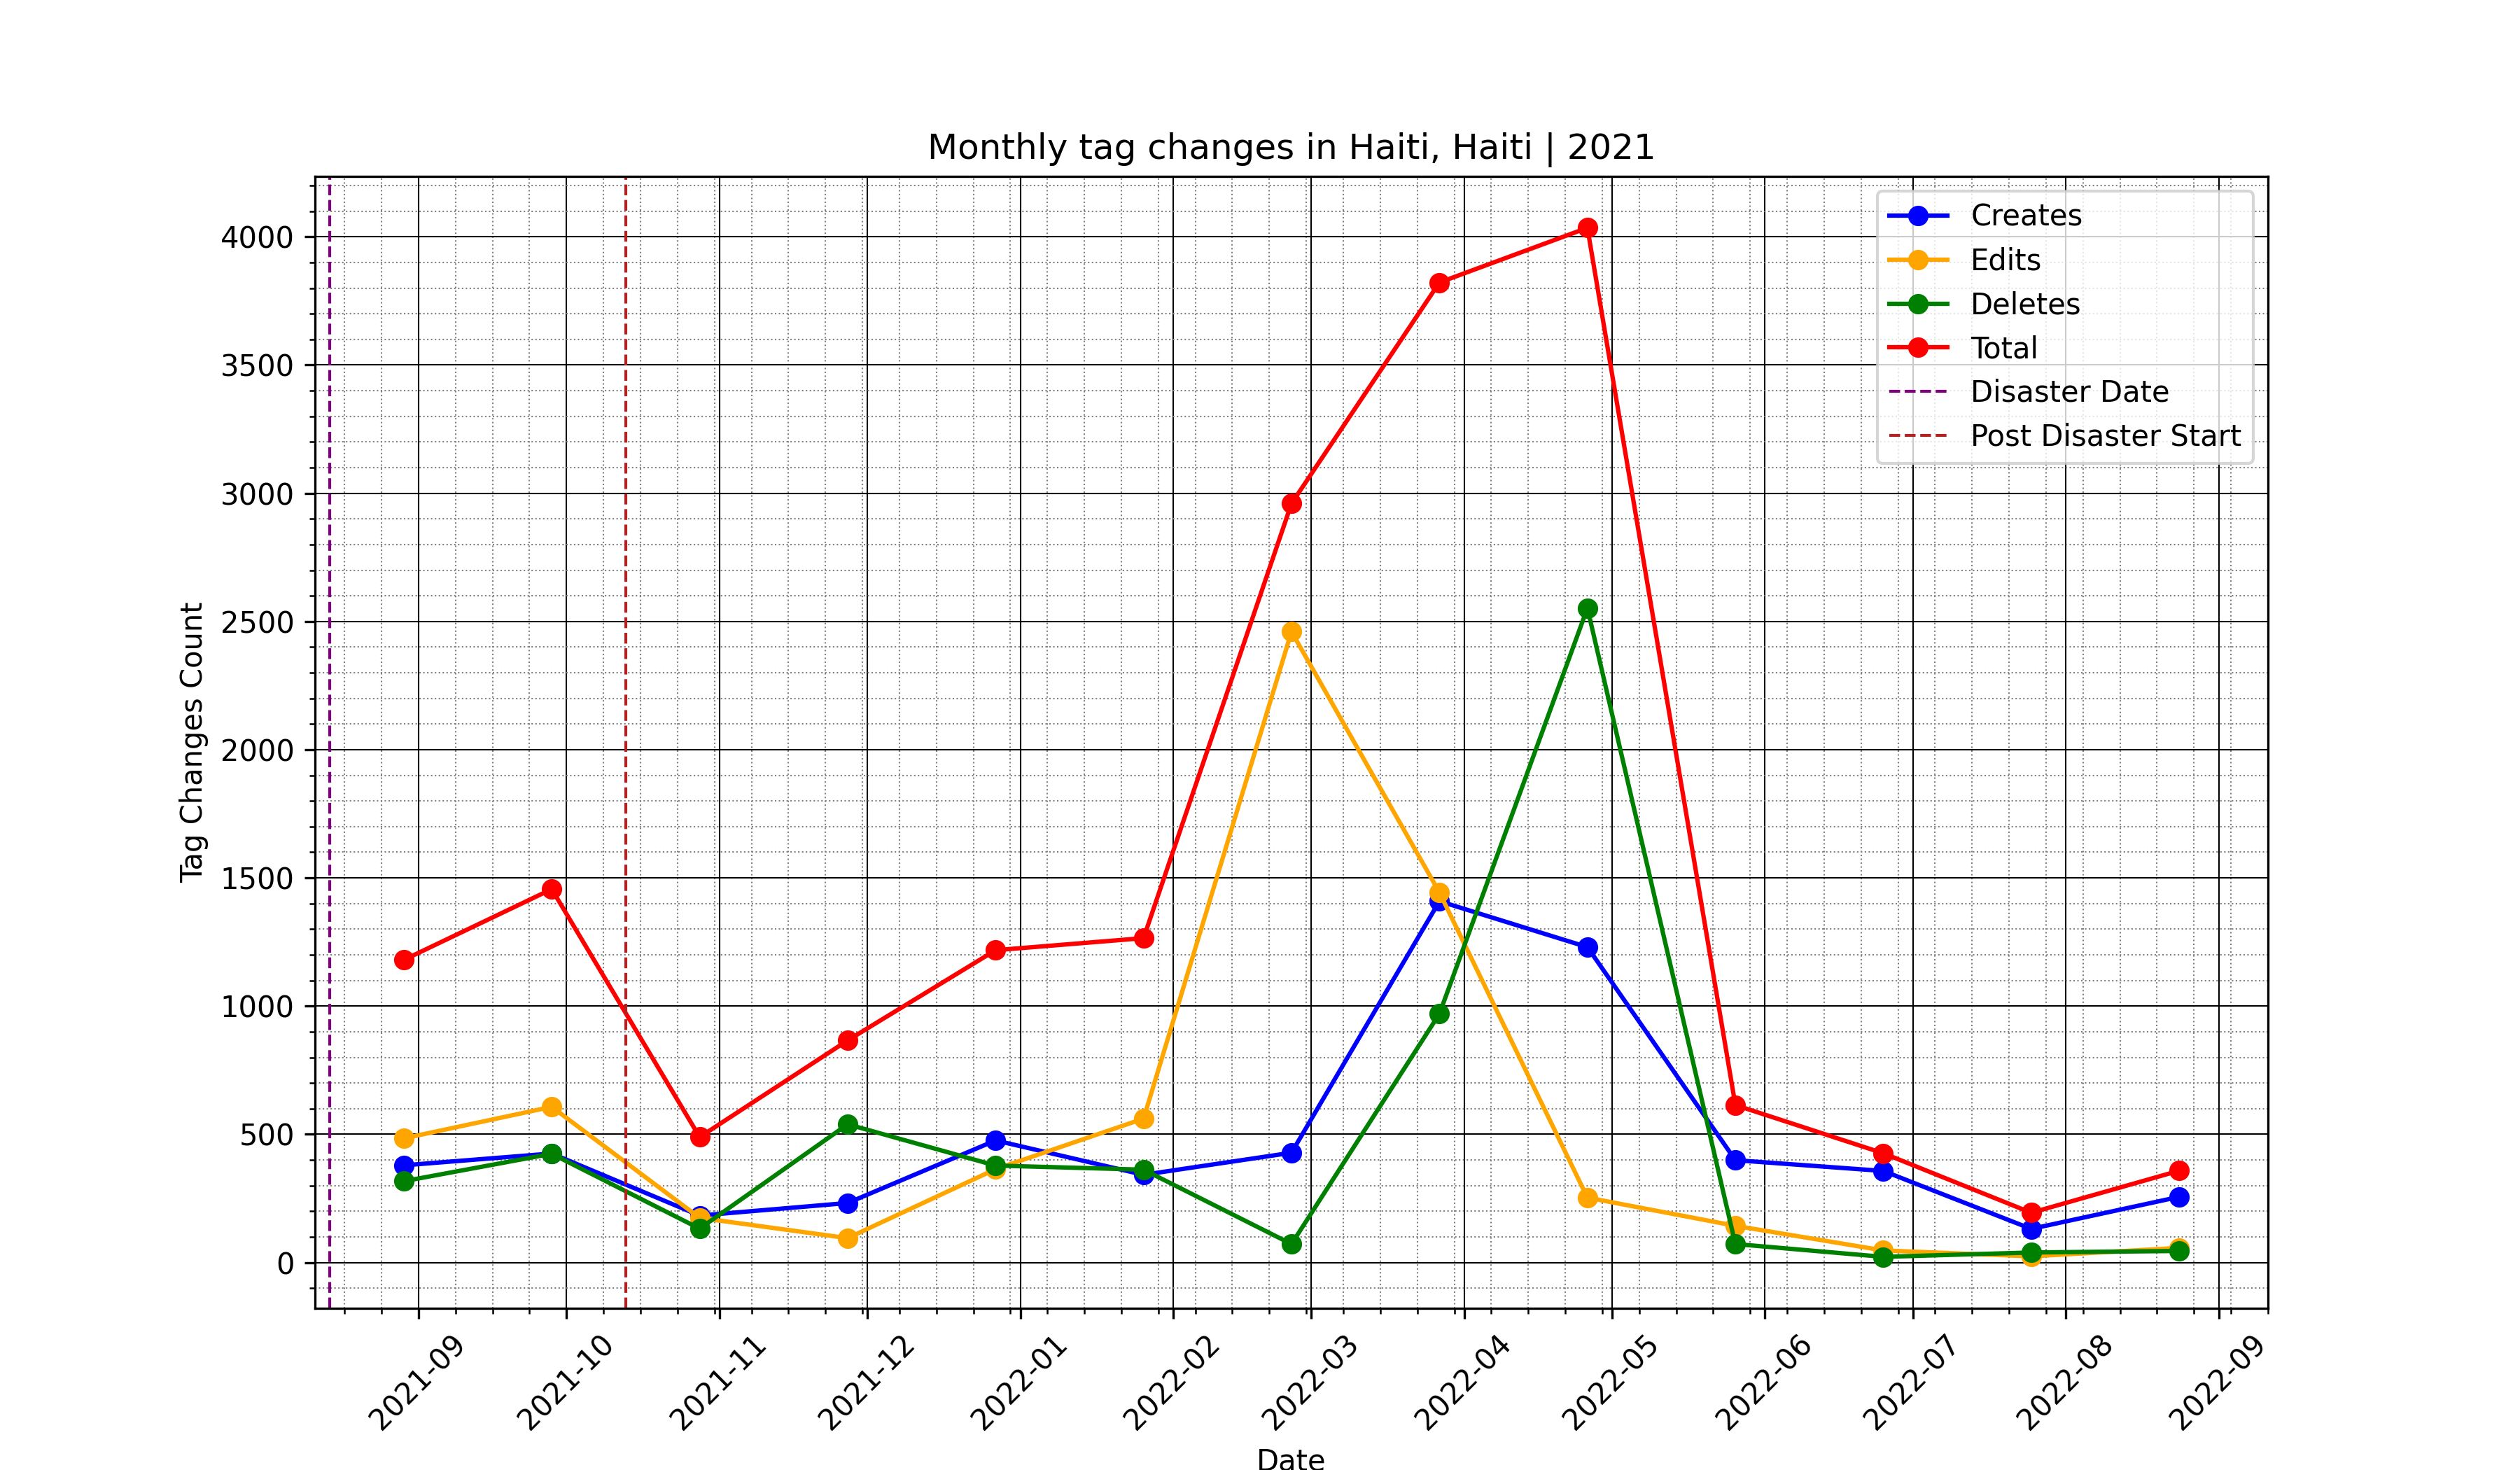 Monthly tag changes in Haiti, Haiti | 2021
Creates
Edits
Deletes
Total
Disaster Date
Post Disaster Start
Tag Changes Count
4000
3500
3000
2500
2000
1500
1000
500
0
2021-09
2021-10
2021-11
2021-12
2022-01
2022-02
2022-03
2022-04
2022-05
2022-06
2022-07
2022-08
2022-09
Date